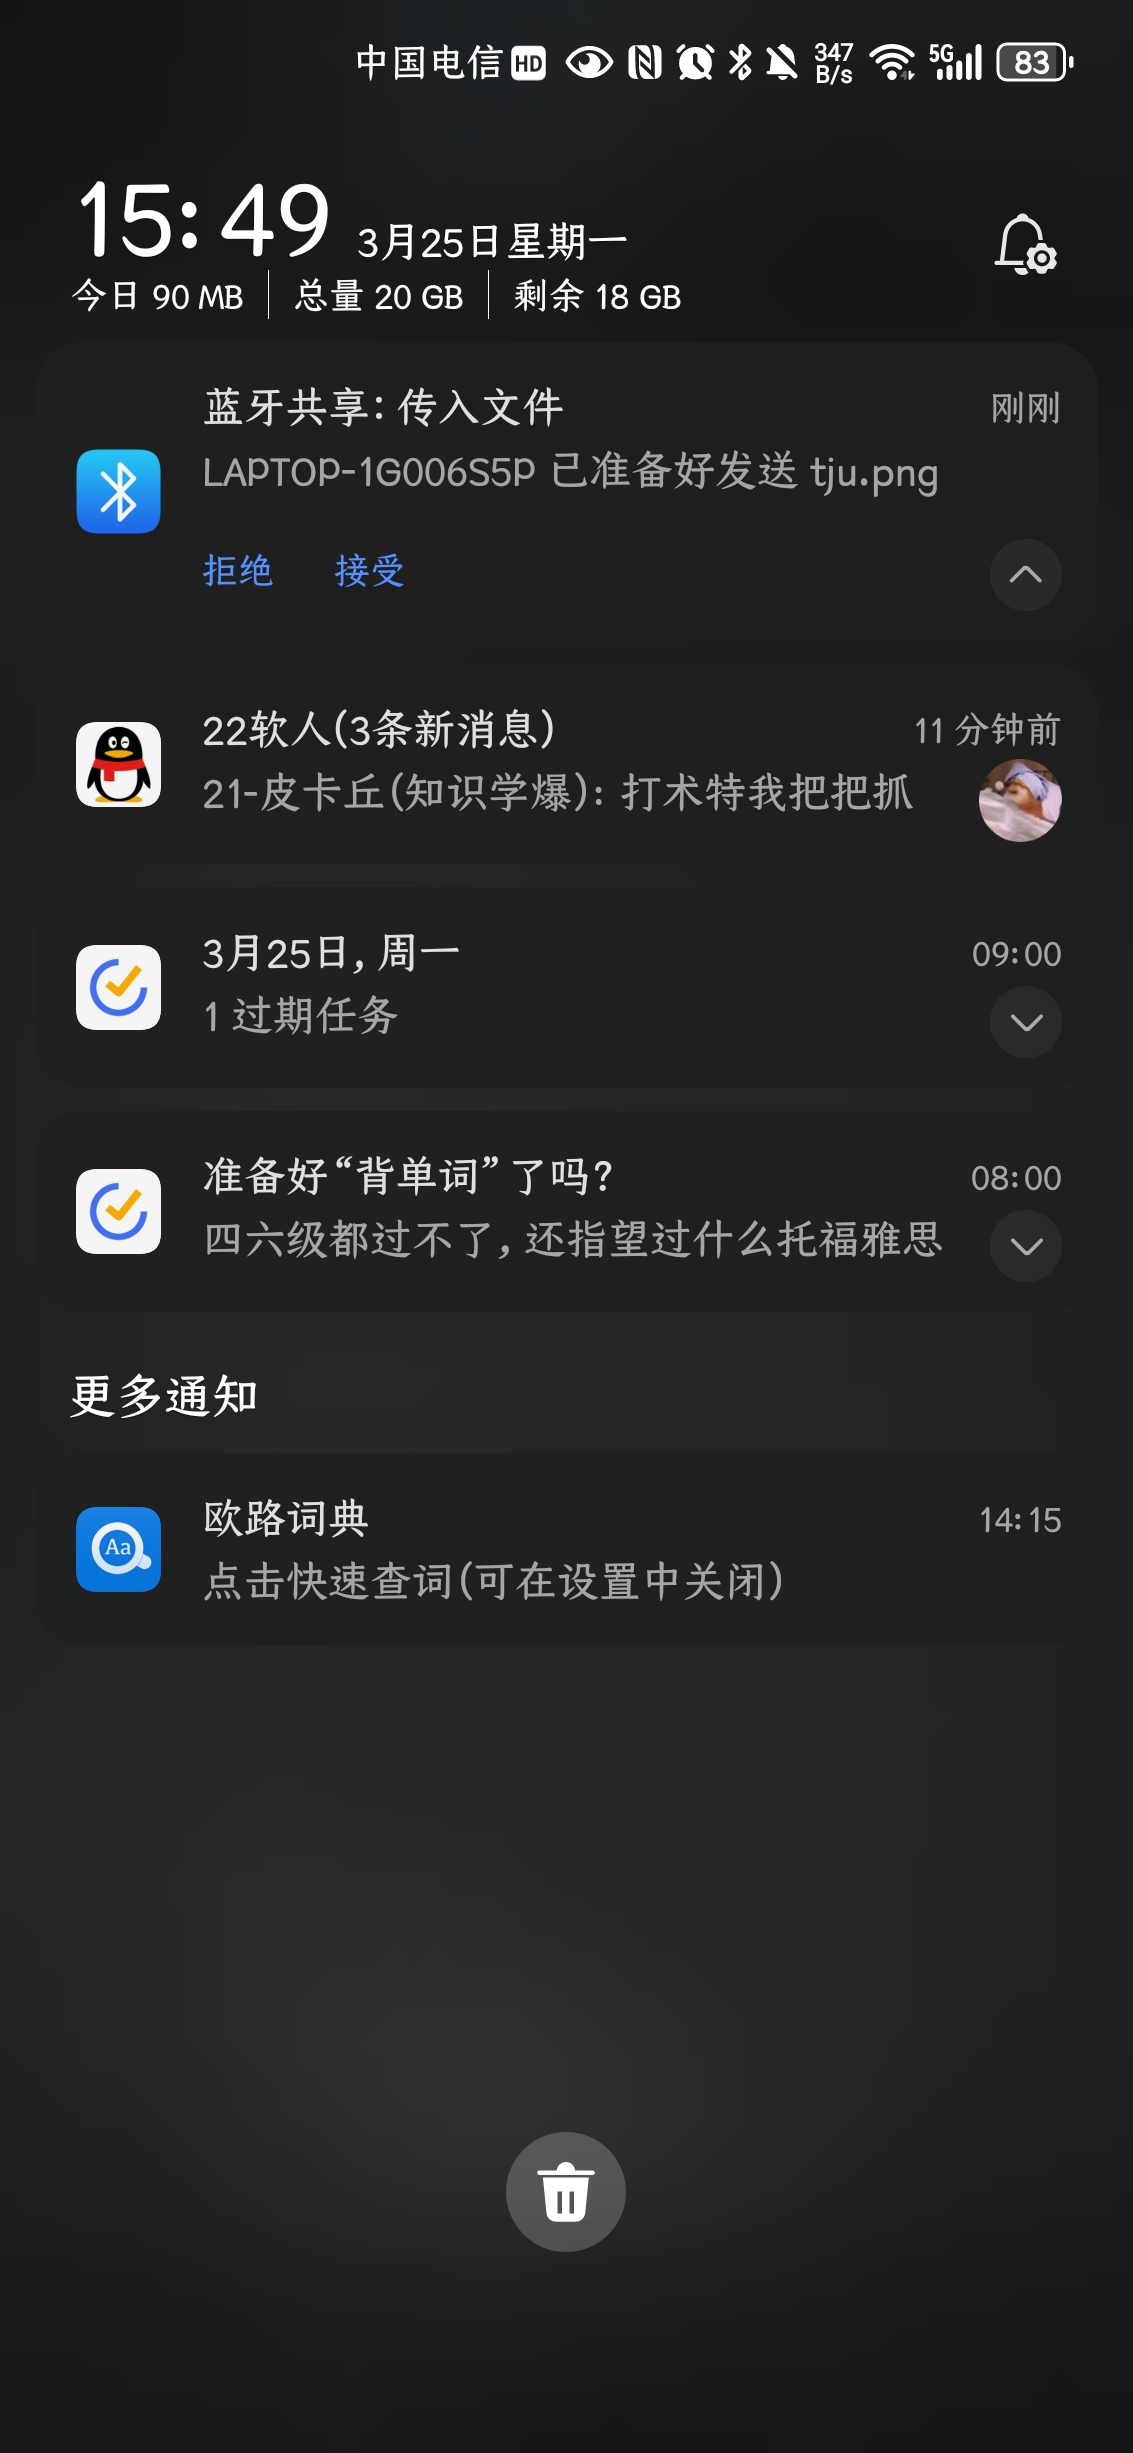 中国电信 HD 347 B/s 5G 83
15:49 3月25日星期一
今日 90 MB 总量 20 GB 剩余 18 GB
蓝牙共享: 传入文件 刚刚
LAPTOP-1G006S5P 已准备好发送 tju.png
拒绝 接受
22软人(3条新消息) 11 分钟前
21-皮卡丘(知识学爆): 打术特我把把抓
3月25日, 周一 09:00
1 过期任务
准备好“背单词”了吗? 08:00
四六级都过不了, 还指望过什么托福雅思
更多通知
欧路词典 14:15
Aa
点击快速查词(可在设置中关闭)